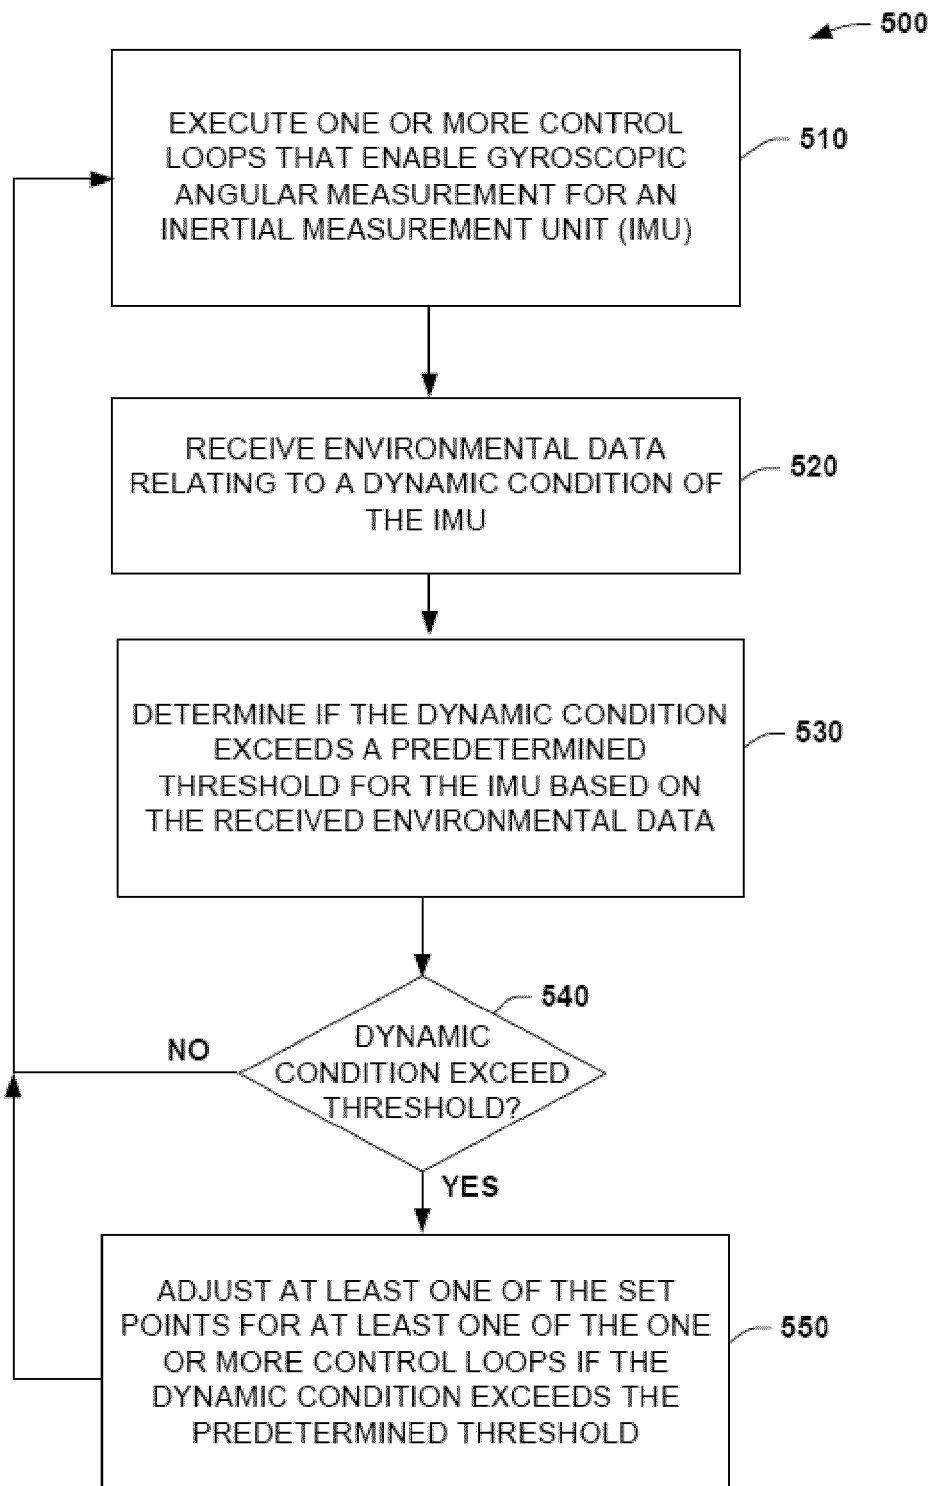 500
EXECUTE ONE OR MORE CONTROL
LOOPS THAT ENABLE GYROSCOPIC
ANGULAR MEASUREMENT FOR AN
INERTIAL MEASUREMENT UNIT (IMU)
510
RECEIVE ENVIRONMENTAL DATA
RELATING TO A DYNAMIC CONDITION OF
THE IMU
520
DETERMINE IF THE DYNAMIC CONDITION
EXCEEDS A PREDETERMINED
THRESHOLD FOR THE IMU BASED ON
THE RECEIVED ENVIRONMENTAL DATA
530
540
DYNAMIC
CONDITION EXCEED
THRESHOLD?
NO
YES
ADJUST AT LEAST ONE OF THE SET
POINTS FOR AT LEAST ONE OF THE ONE
OR MORE CONTROL LOOPS IF THE
DYNAMIC CONDITION EXCEEDS THE
PREDETERMINED THRESHOLD
550